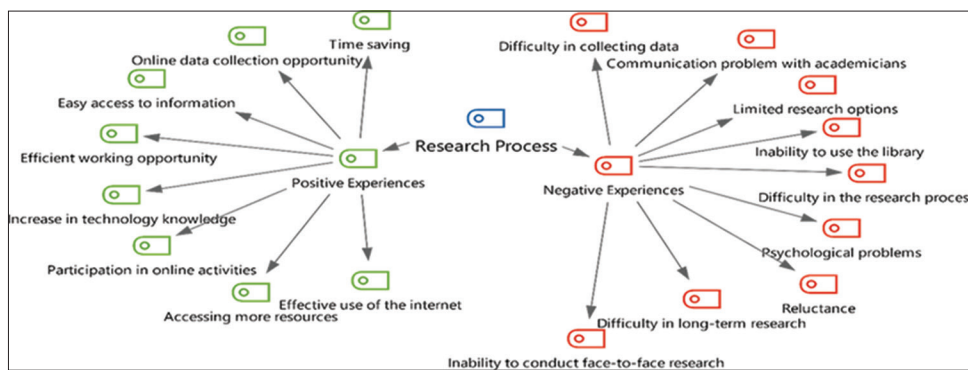 Time saving
Difficulty in collecting data
Online data collection opportunity
Communication problem with academicians
Easy access to information
Limited research options
Research Process
Efficient working opportunity
Inability to use the library
Positive Experiences
Negative Experiences
Difficulty in the research proces
Increase in technology knowledge
Participation in online activities
Psychological problems
Effective use of the internet
Accessing more resources
Reluctance
Difficulty in long-term research
Inability to conduct face-to-face research